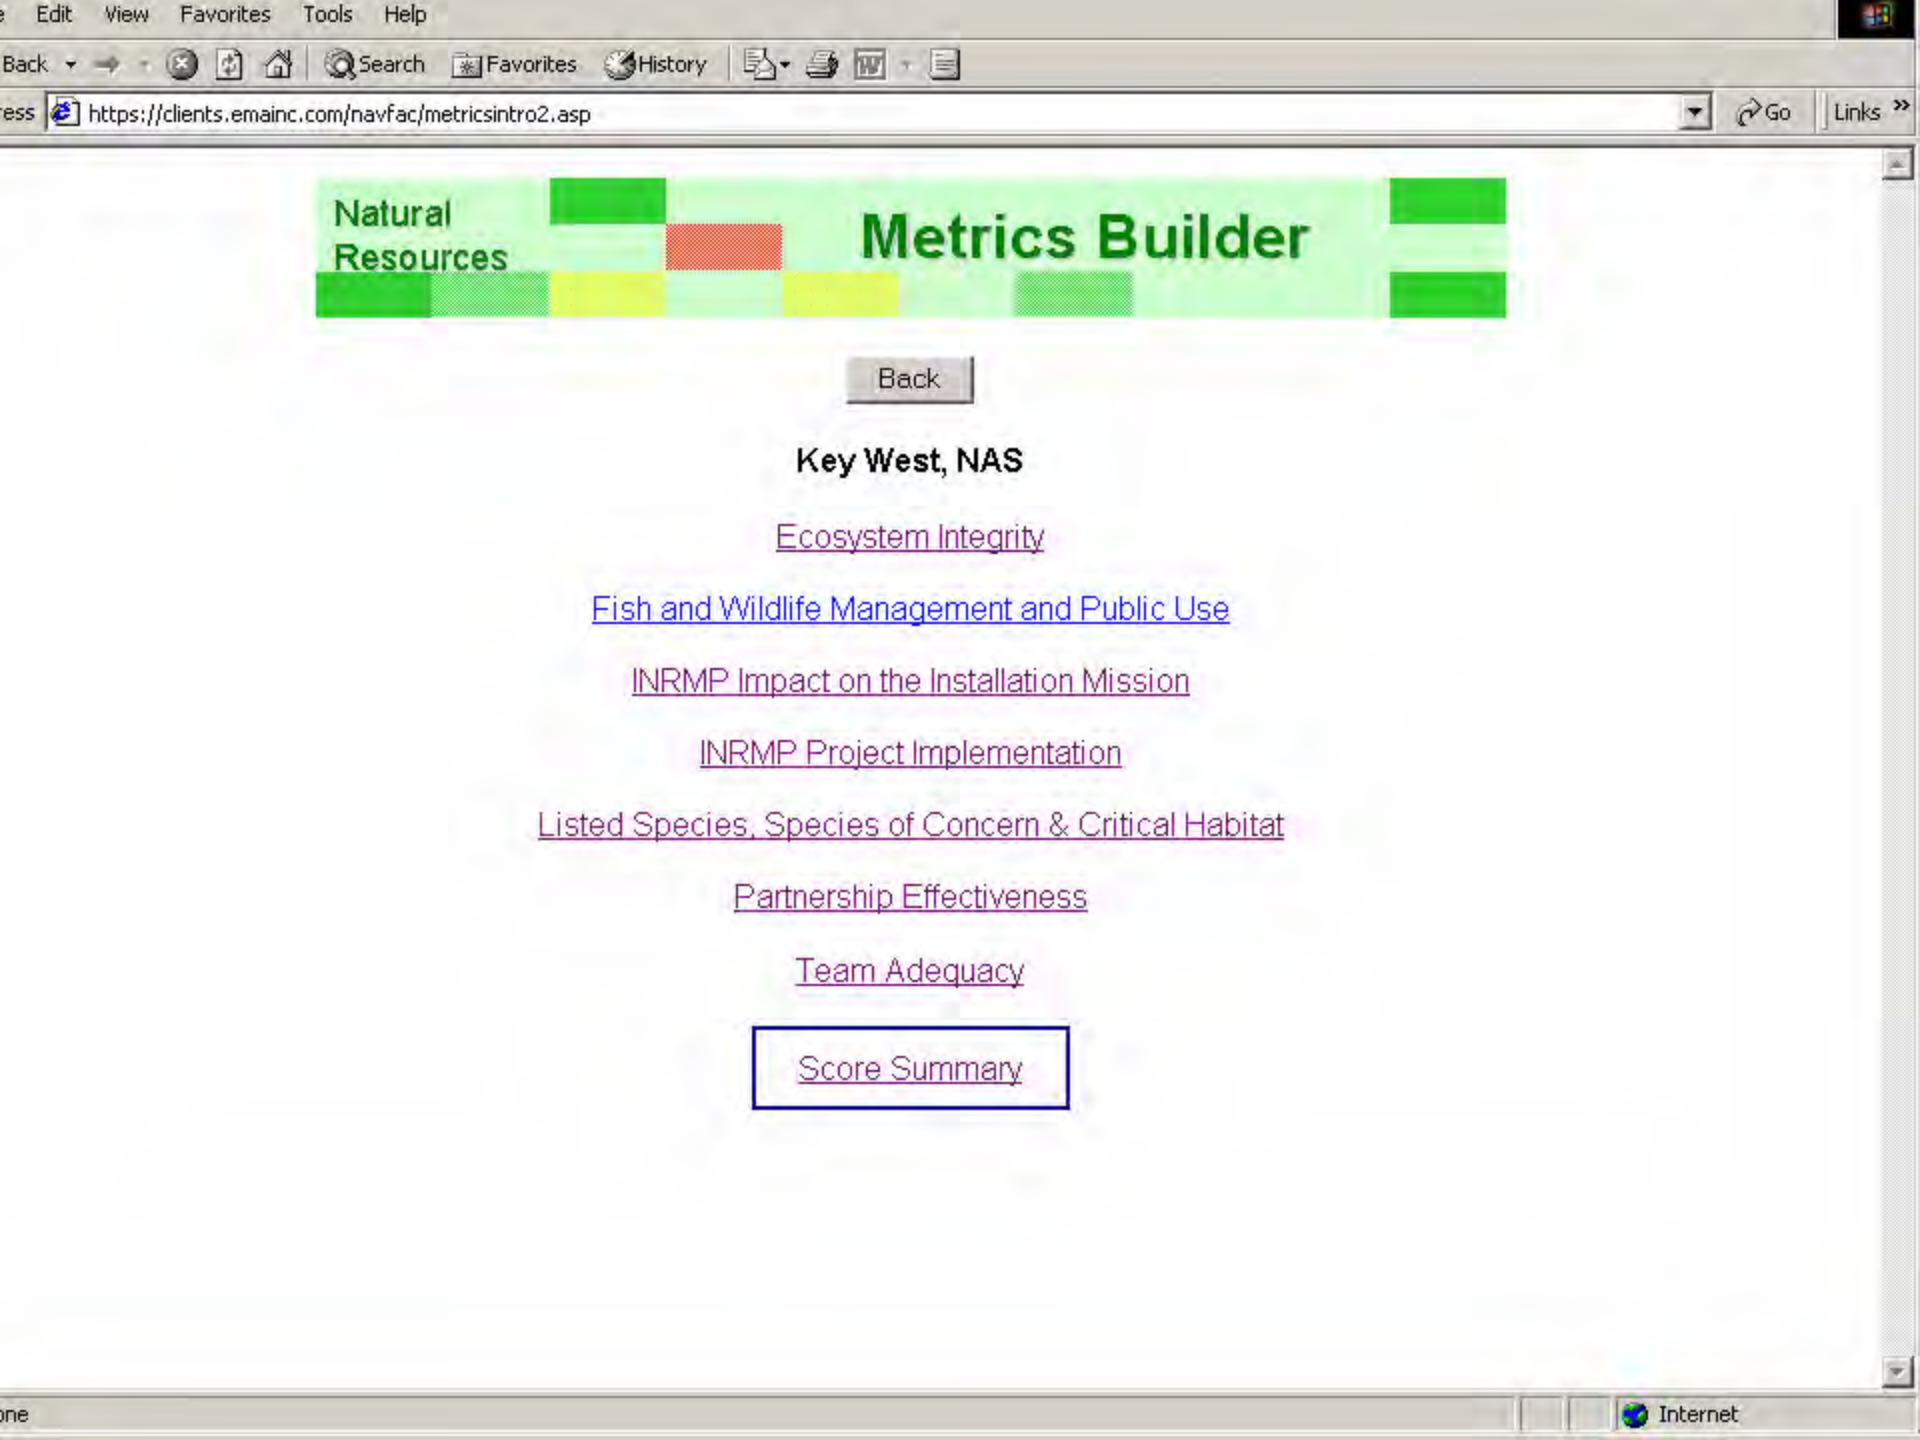 Edit View Favorites Tools Help
Back Search Favorites History
https://clients.emainc.com/navfac/metricsintro2.asp Go Links »
Natural
Resources
Metrics Builder
Back
Key West, NAS
Ecosystem Integrity
Fish and Wildlife Management and Public Use
INRMP Impact on the Installation Mission
INRMP Project Implementation
Listed Species, Species of Concern & Critical Habitat
Partnership Effectiveness
Team Adequacy
Score Summary
Internet